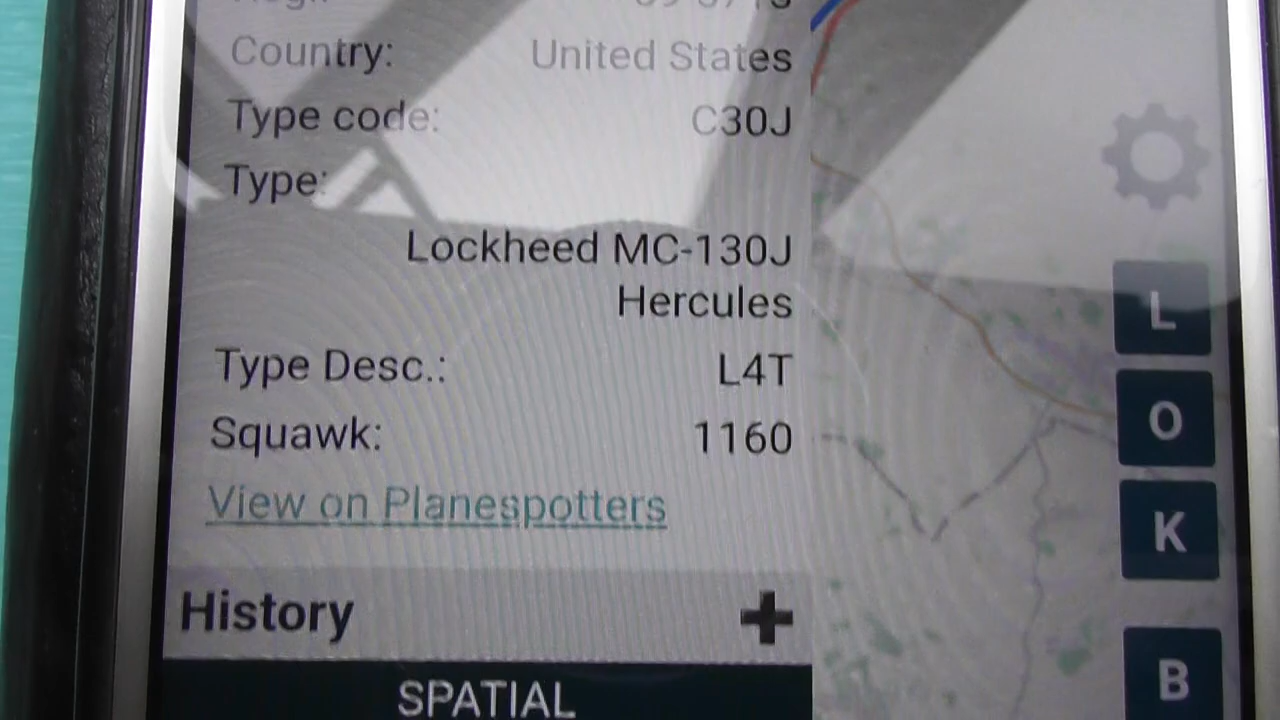 Country: United States
Type code: C30J
Type:
Lockheed MC-130J
Hercules
Type Desc.: L4T
Squawk: 1160
View on Planespotters
History +
SPATIAL
L
O
K
B